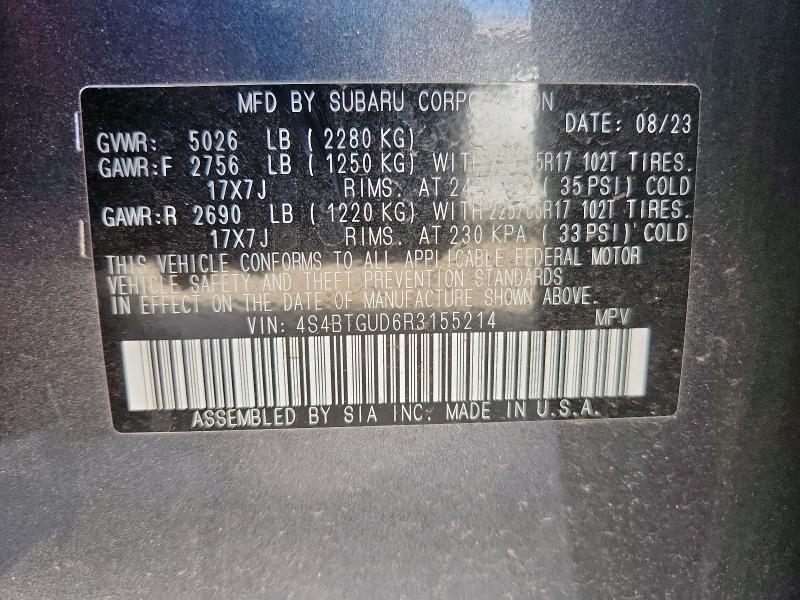 MFD BY SUBARU CORPORATION
DATE: 08/23
GVWR: 5026 LB ( 2280 KG)
GAWR:F 2756 LB ( 1250 KG) WITH 102T TIRES.
17X7J RIMS. AT ( 35 PSI) COLD
GAWR:R 2690 LB ( 1220 KG) WITH 225/65R17 102T TIRES.
17X7J RIMS. AT 230 KPA ( 33 PSI) COLD
THIS VEHICLE CONFORMS TO ALL APPLICABLE FEDERAL MOTOR
VEHICLE SAFETY AND THEFT PREVENTION STANDARDS
IN EFFECT ON THE DATE OF MANUFACTURE SHOWN ABOVE.
VIN: 4S4BTGUD6R3155214 MPV
ASSEMBLED BY SIA INC. MADE IN U.S.A.